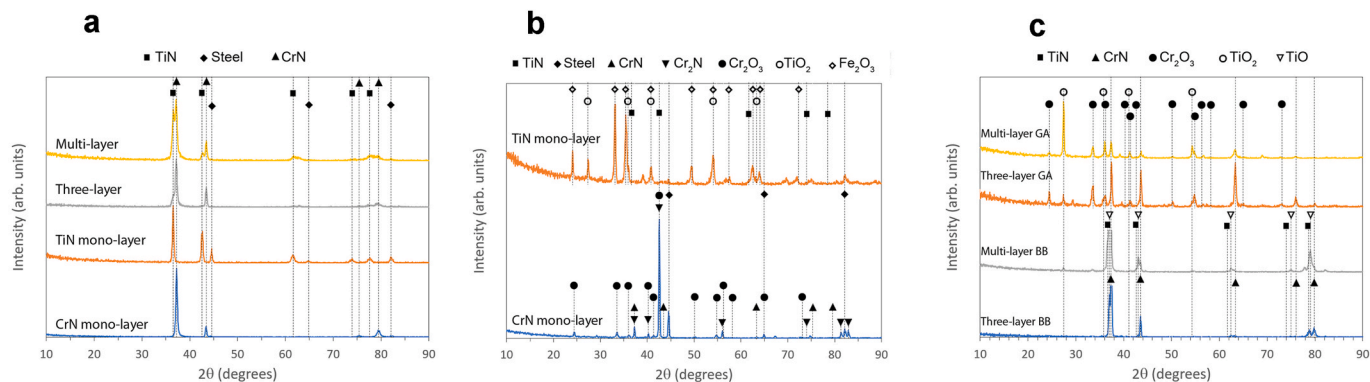 a
TiN Steel CrN
Multi-layer
Three-layer
TiN mono-layer
CrN mono-layer
Intensity (arb. units)
10 20 30 40 50 60 70 80 90
2θ (degrees)
b
TiN Steel CrN Cr2N Cr2O3 TiO2 Fe2O3
TiN mono-layer
CrN mono-layer
Intensity (arb. units)
10 20 30 40 50 60 70 80 90
2θ (degrees)
c
TiN CrN Cr2O3 TiO2 TiO
Multi-layer GA
Three-layer GA
Multi-layer BB
Three-layer BB
Intensity (arb. units)
10 20 30 40 50 60 70 80 90
2θ (degrees)